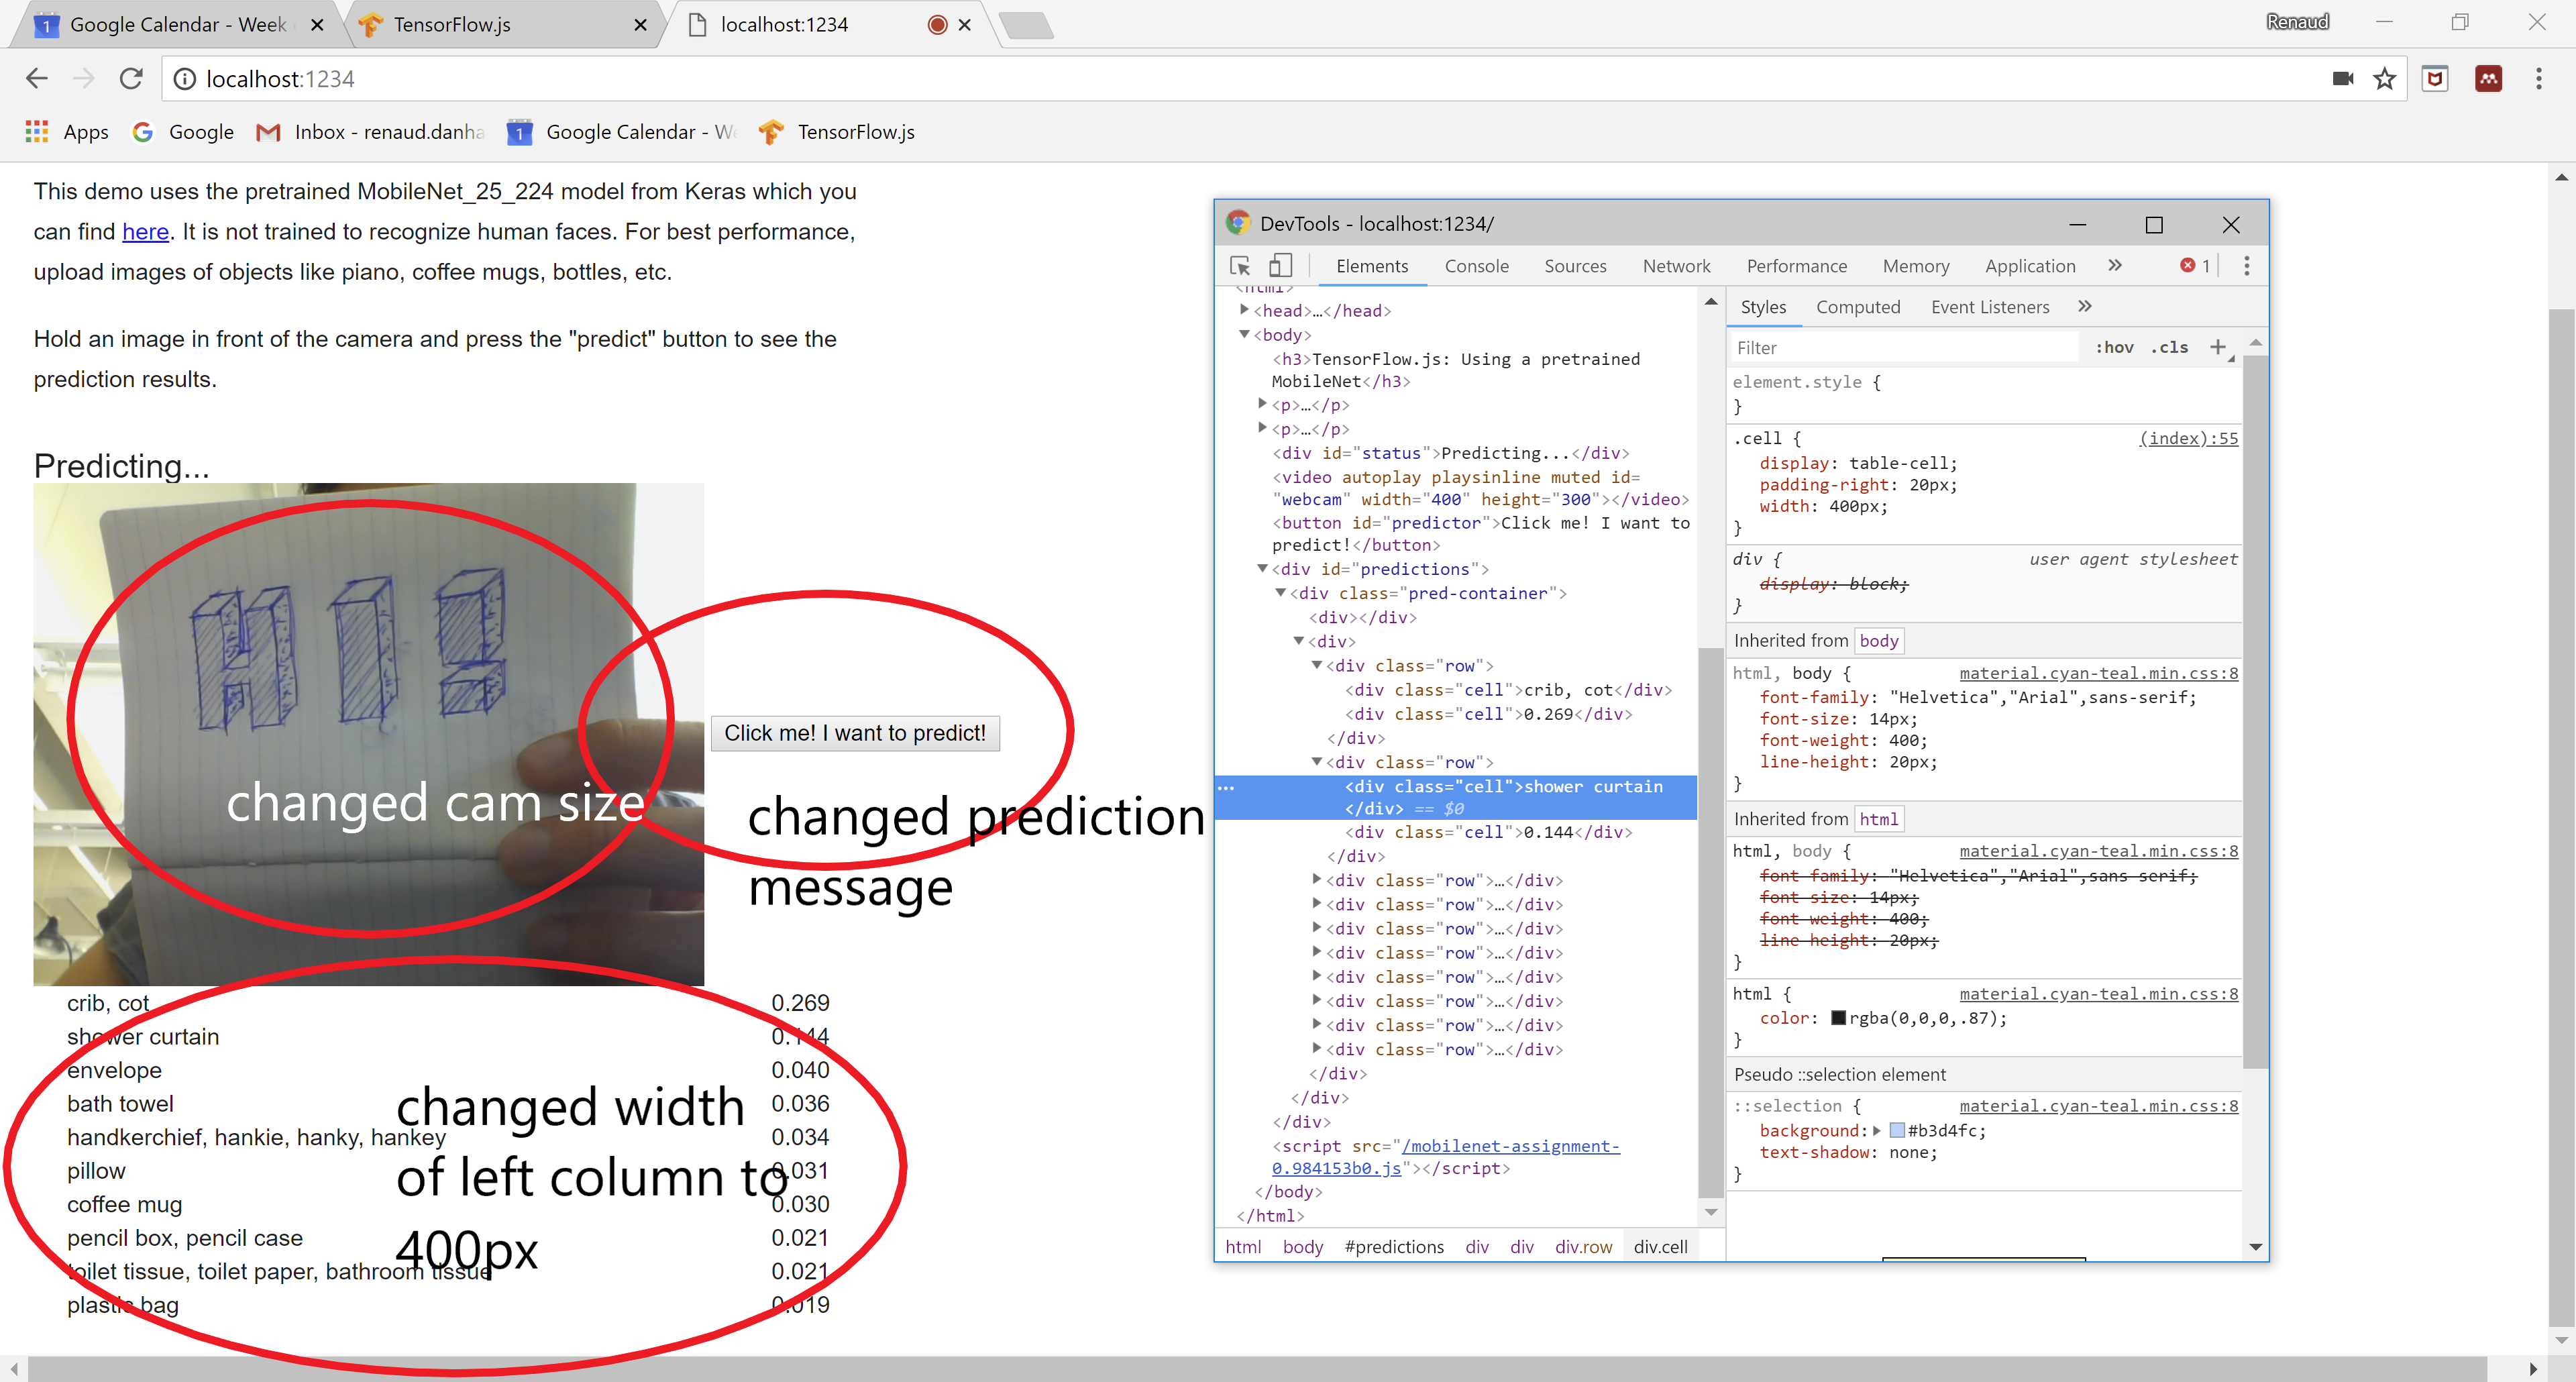 Google Calendar - Week
TensorFlow.js
localhost:1234
Renaud
localhost:1234
Apps
Google
Inbox - renaud.danha
Google Calendar - We
TensorFlow.js
This demo uses the pretrained MobileNet_25_224 model from Keras which you
can find here. It is not trained to recognize human faces. For best performance,
upload images of objects like piano, coffee mugs, bottles, etc.
Hold an image in front of the camera and press the "predict" button to see the
prediction results.
Predicting...
HI!
changed cam size
Click me! I want to predict!
changed prediction
message
crib, cot 0.269
shower curtain 0.144
envelope 0.040
bath towel 0.036
handkerchief, hankie, hanky, hankey 0.034
pillow 0.031
coffee mug 0.030
pencil box, pencil case 0.021
toilet tissue, toilet paper, bathroom tissue 0.021
plastic bag 0.019
changed width
of left column to
400px
DevTools - localhost:1234/
Elements Console Sources Network Performance Memory Application » 1
<html>
<head>…</head>
<body>
<h3>TensorFlow.js: Using a pretrained
MobileNet</h3>
<p>…</p>
<p>…</p>
<div id="status">Predicting...</div>
<video autoplay playsinline muted id=
"webcam" width="400" height="300"></video>
<button id="predictor">Click me! I want to
predict!</button>
<div id="predictions">
<div class="pred-container">
<div></div>
<div>
<div class="row">
<div class="cell">crib, cot</div>
<div class="cell">0.269</div>
</div>
<div class="row">
<div class="cell">shower curtain
</div> == $0
<div class="cell">0.144</div>
</div>
<div class="row">…</div>
<div class="row">…</div>
<div class="row">…</div>
<div class="row">…</div>
<div class="row">…</div>
<div class="row">…</div>
<div class="row">…</div>
<div class="row">…</div>
</div>
</div>
</div>
<script src="/mobilenet-assignment-
0.984153b0.js"></script>
</body>
</html>
html body #predictions div div div.row div.cell
Styles Computed Event Listeners »
Filter :hov .cls +
element.style {
}
.cell { (index):55
display: table-cell;
padding-right: 20px;
width: 400px;
}
div { user agent stylesheet
display: block;
}
Inherited from body
html, body { material.cyan-teal.min.css:8
font-family: "Helvetica","Arial",sans-serif;
font-size: 14px;
font-weight: 400;
line-height: 20px;
}
Inherited from html
html, body { material.cyan-teal.min.css:8
font-family: "Helvetica","Arial",sans-serif;
font-size: 14px;
font-weight: 400;
line-height: 20px;
}
html { material.cyan-teal.min.css:8
color: rgba(0,0,0,.87);
}
Pseudo ::selection element
::selection { material.cyan-teal.min.css:8
background: #b3d4fc;
text-shadow: none;
}